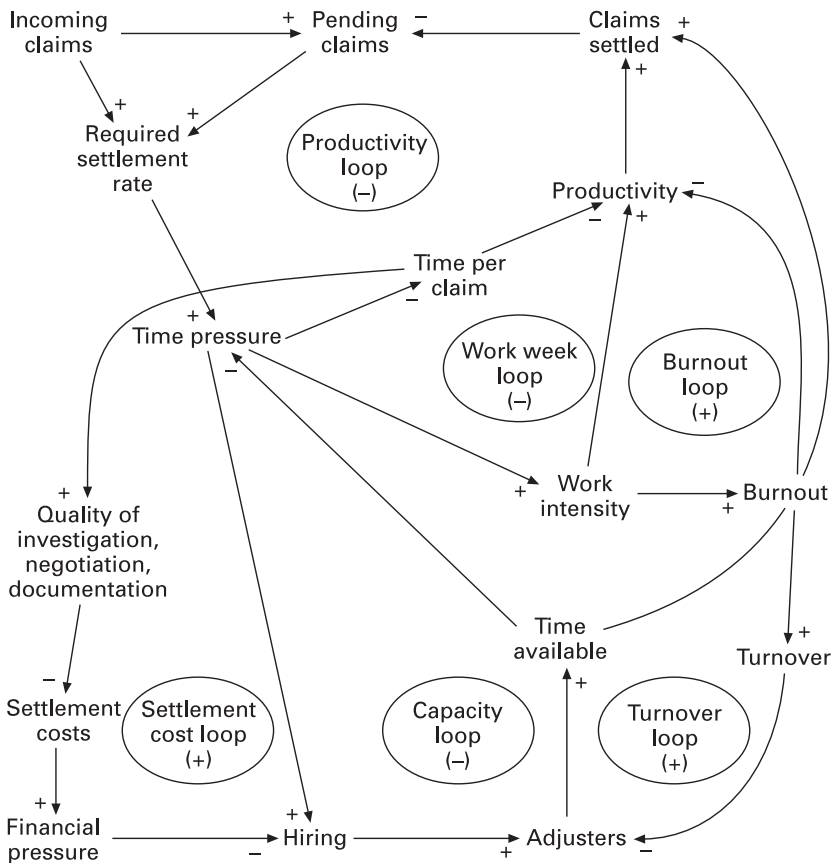 Incoming
claims
+
+
Pending
claims
+
−
Claims
settled
+
+
Required
settlement
rate
+
Productivity
loop
(−)
Productivity
−
−
+
Time per
claim
−
Time pressure
+
−
Work week
loop
(−)
Burnout
loop
(+)
+
Work
intensity
+
Burnout
+
Quality of
investigation,
negotiation,
documentation
Time
available
+
+
Turnover
−
Settlement
costs
Settlement
cost loop
(+)
Capacity
loop
(−)
Turnover
loop
(+)
+
Financial
pressure
−
+
Hiring
+
Adjusters
−